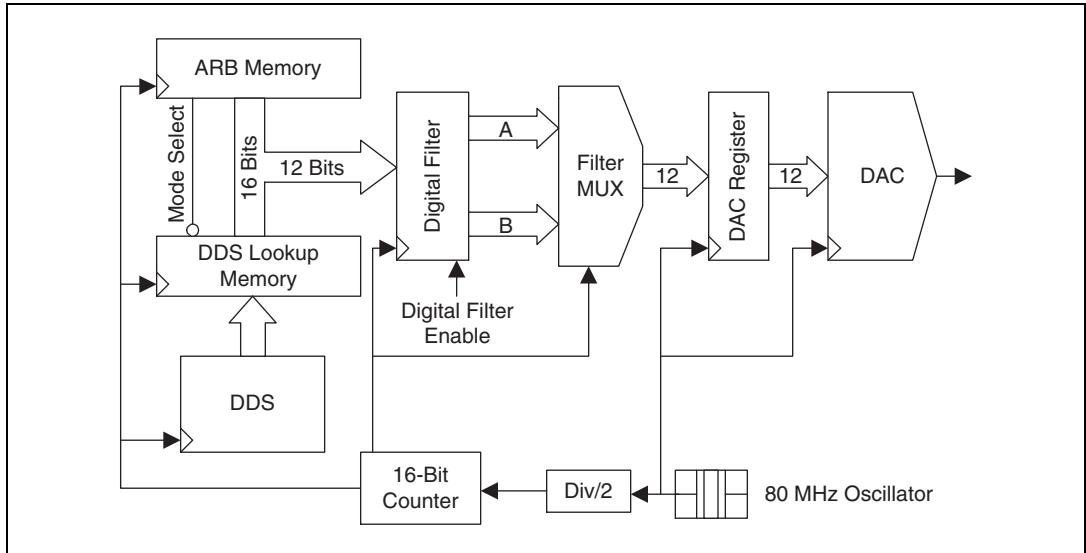 ARB Memory
Mode Select
16 Bits
12 Bits
DDS Lookup
Memory
DDS
Digital Filter
A
B
Digital Filter
Enable
Filter
MUX
12
DAC Register
12
DAC
16-Bit
Counter
Div/2
80 MHz Oscillator